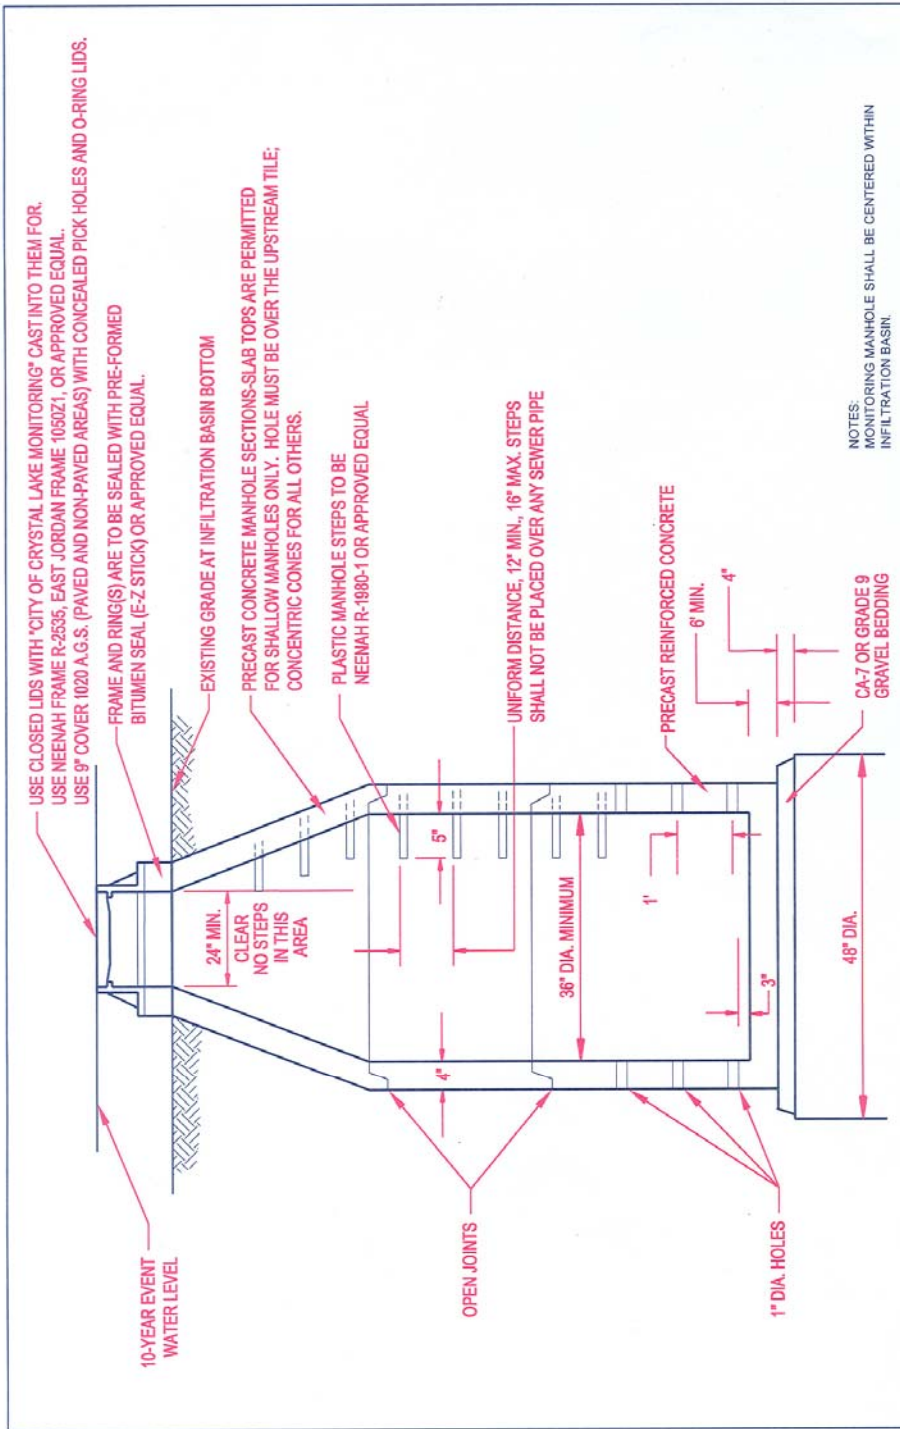 USE CLOSED LIDS WITH "CITY OF CRYSTAL LAKE MONITORING" CAST INTO THEM FOR.
USE NEENAH FRAME R-2535, EAST JORDAN FRAME 1050Z1, OR APPROVED EQUAL.
USE 9" COVER 1020 A.G.S. (PAVED AND NON-PAVED AREAS) WITH CONCEALED PICK HOLES AND O-RING LIDS.
FRAME AND RING(S) ARE TO BE SEALED WITH PRE-FORMED
BITUMEN SEAL (E-Z STICK) OR APPROVED EQUAL.
10-YEAR EVENT
WATER LEVEL
EXISTING GRADE AT INFILTRATION BASIN BOTTOM
24" MIN.
CLEAR
NO STEPS
IN THIS
AREA
PRECAST CONCRETE MANHOLE SECTIONS-SLAB TOPS ARE PERMITTED
FOR SHALLOW MANHOLES ONLY. HOLE MUST BE OVER THE UPSTREAM TILE;
CONCENTRIC CONES FOR ALL OTHERS.
PLASTIC MANHOLE STEPS TO BE
NEENAH R-1980-1 OR APPROVED EQUAL
4"
5"
OPEN JOINTS
UNIFORM DISTANCE, 12" MIN., 16" MAX. STEPS
SHALL NOT BE PLACED OVER ANY SEWER PIPE
36" DIA. MINIMUM
1'
PRECAST REINFORCED CONCRETE
6' MIN.
4"
3"
1" DIA. HOLES
48" DIA.
CA-7 OR GRADE 9
GRAVEL BEDDING
NOTES:
MONITORING MANHOLE SHALL BE CENTERED WITHIN
INFILTRATION BASIN.